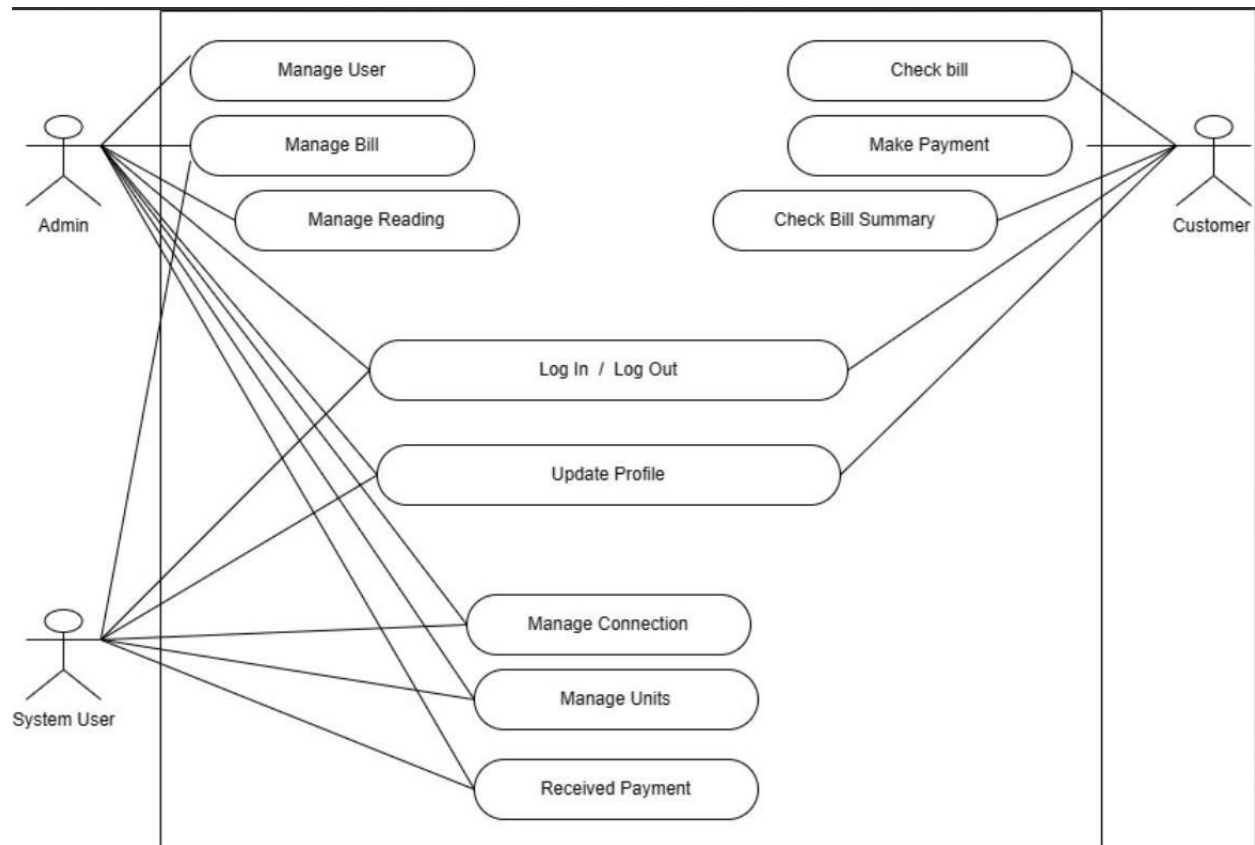 Manage User
Check bill
Manage Bill
Make Payment
Admin
Manage Reading
Check Bill Summary
Customer
Log In / Log Out
Update Profile
Manage Connection
System User
Manage Units
Received Payment